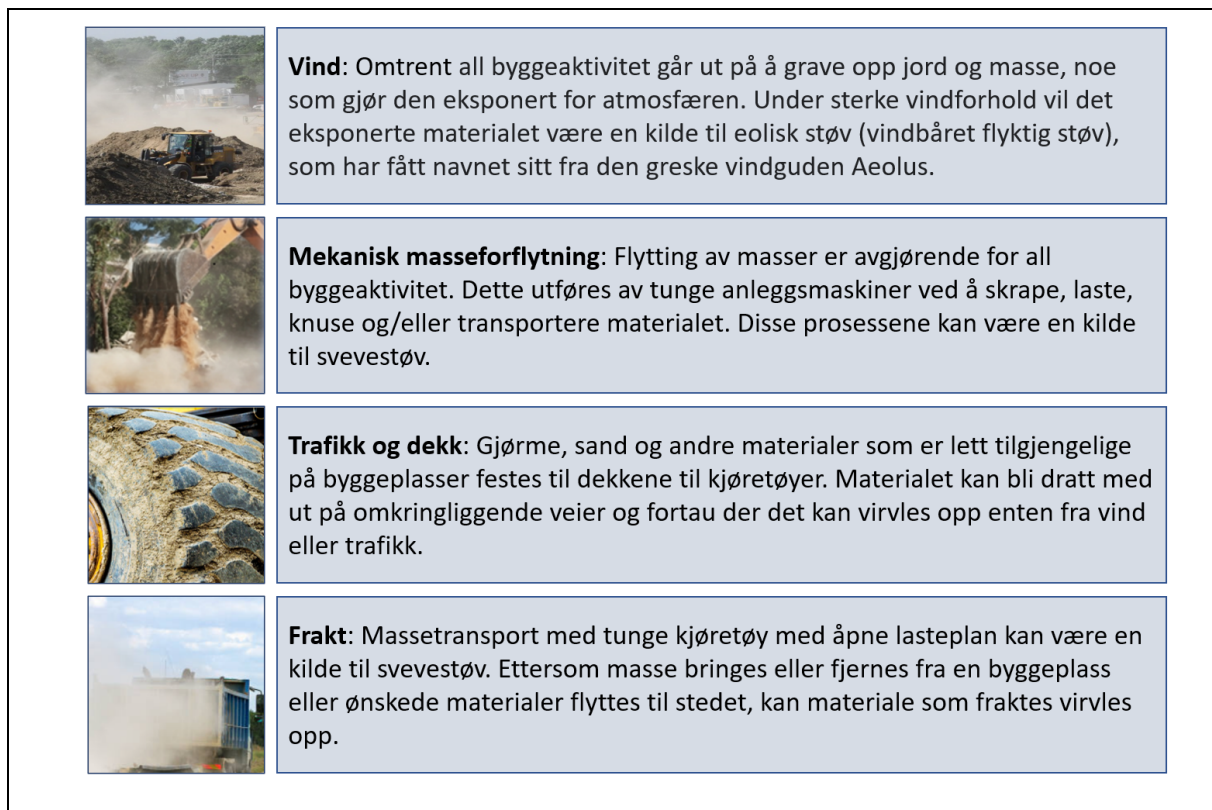 Vind: Omtrent all byggeaktivitet går ut på å grave opp jord og masse, noe
som gjør den eksponert for atmosfæren. Under sterke vindforhold vil det
eksponerte materialet være en kilde til eolisk støv (vindbåret flyktig støv),
som har fått navnet sitt fra den greske vindguden Aeolus.
Mekanisk masseforflytning: Flytting av masser er avgjørende for all
byggeaktivitet. Dette utføres av tunge anleggsmaskiner ved å skrape, laste,
knuse og/eller transportere materialet. Disse prosessene kan være en kilde
til svevestøv.
Trafikk og dekk: Gjørme, sand og andre materialer som er lett tilgjengelige
på byggeplasser festes til dekkene til kjøretøyer. Materialet kan bli dratt med
ut på omkringliggende veier og fortau der det kan virvles opp enten fra vind
eller trafikk.
Frakt: Massetransport med tunge kjøretøy med åpne lasteplan kan være en
kilde til svevestøv. Ettersom masse bringes eller fjernes fra en byggeplass
eller ønskede materialer flyttes til stedet, kan materiale som fraktes virvles
opp.